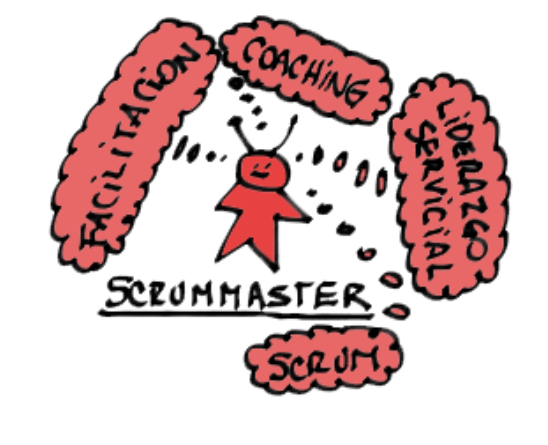 FACILITACION
COACHING
LIDERAZGO
SERVICIAL
SCRUMMASTER
SCRUM